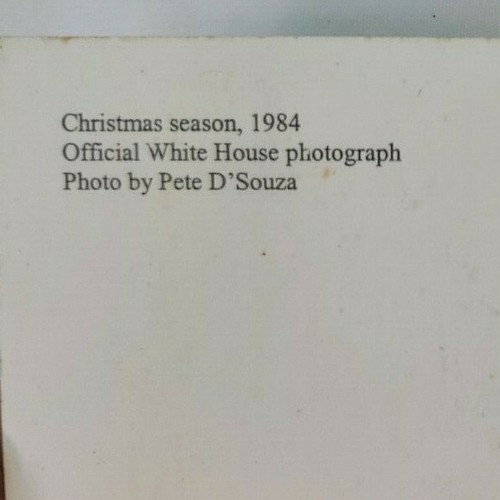 Christmas season, 1984
Official White House photograph
Photo by Pete D'Souza